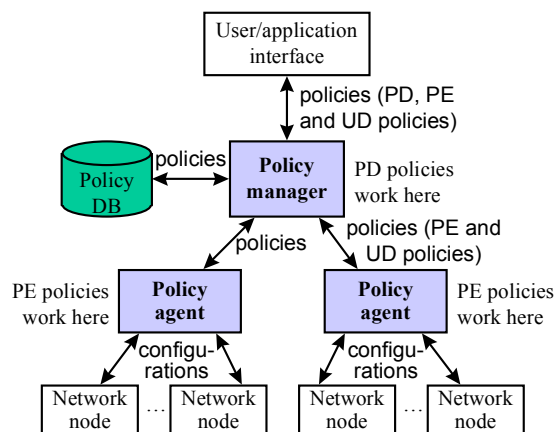 User/application
interface
policies (PD, PE
and UD policies)
policies
Policy
DB
Policy
manager
PD policies
work here
policies
policies (PE and
UD policies)
PE policies
work here
Policy
agent
Policy
agent
PE policies
work here
configu-
rations
configu-
rations
Network
node
...
Network
node
Network
node
...
Network
node